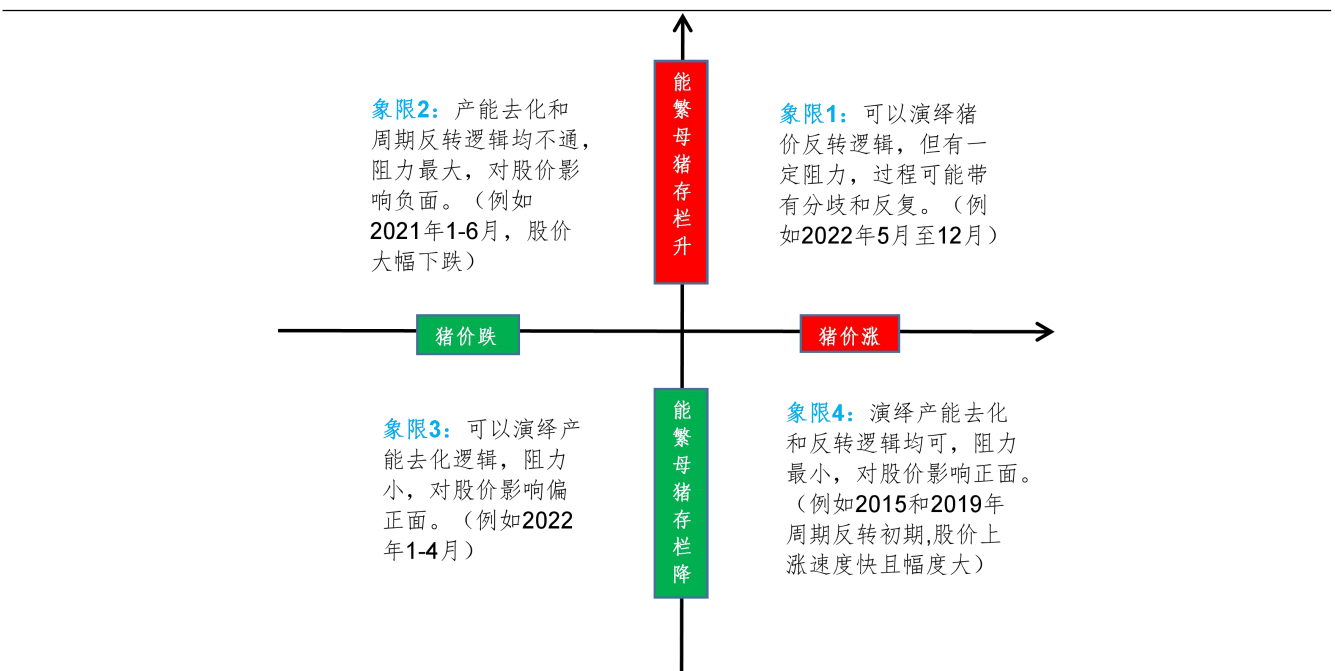 象限2：产能去化和
周期反转逻辑均不通，
阻力最大，对股价影
响负面。（例如
2021年1-6月，股价
大幅下跌）
能繁母猪存栏升
象限1：可以演绎猪
价反转逻辑，但有一
定阻力，过程可能带
有分歧和反复。（例
如2022年5月至12月）
猪价跌
猪价涨
象限3：可以演绎产
能去化逻辑，阻力
小，对股价影响偏
正面。（例如2022
年1-4月）
能繁母猪存栏降
象限4：演绎产能去化
和反转逻辑均可，阻力
最小，对股价影响正面。
（例如2015和2019年
周期反转初期,股价上
涨速度快且幅度大）